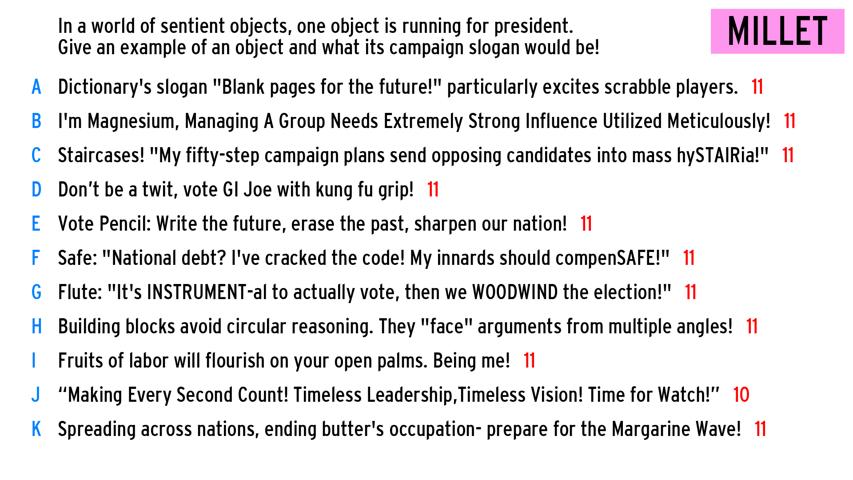 In a world of sentient objects, one object is running for president.
Give an example of an object and what its campaign slogan would be!
MILLET
A Dictionary's slogan "Blank pages for the future!" particularly excites scrabble players. 11
B I'm Magnesium, Managing A Group Needs Extremely Strong Influence Utilized Meticulously! 11
C Staircases! "My fifty-step campaign plans send opposing candidates into mass hySTAIRia!" 11
D Don't be a twit, vote GI Joe with kung fu grip! 11
E Vote Pencil: Write the future, erase the past, sharpen our nation! 11
F Safe: "National debt? I've cracked the code! My innards should compenSAFE!" 11
G Flute: "It's INSTRUMENT-al to actually vote, then we WOODWIND the election!" 11
H Building blocks avoid circular reasoning. They "face" arguments from multiple angles! 11
I Fruits of labor will flourish on your open palms. Being me! 11
J “Making Every Second Count! Timeless Leadership,Timeless Vision! Time for Watch!” 10
K Spreading across nations, ending butter's occupation- prepare for the Margarine Wave! 11